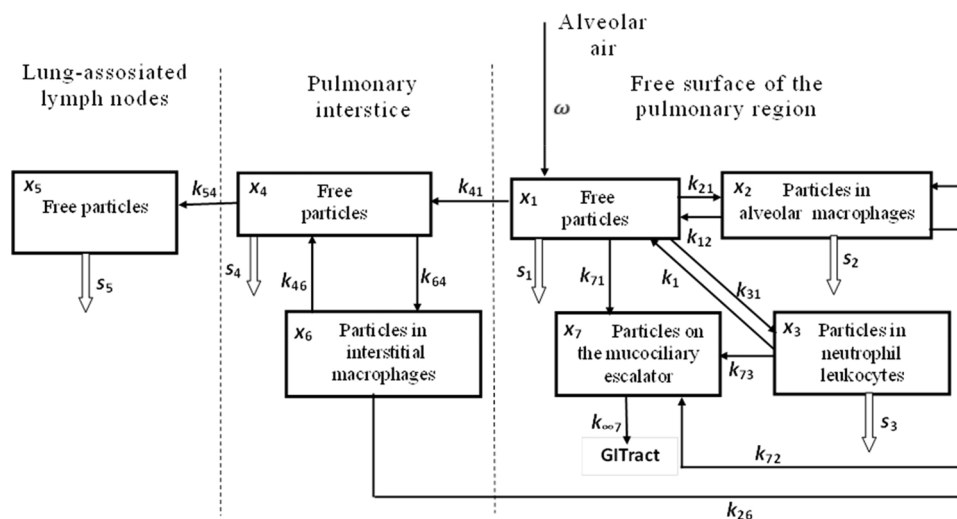 Alveolar
air
Lung-assosiated
lymph nodes
Pulmonary
interstice
Free surface of the
pulmonary region
ω
x5
Free particles
k54
x4
Free
particles
k41
x1
Free
particles
k21
k12
x2
Particles in
alveolar macrophages
s5
s4
k46
k64
s1
k71
k1
k31
s2
x6
Particles in
interstitial
macrophages
x7
Particles on
the mucociliary
escalator
k73
x3
Particles in
neutrophil
leukocytes
k∞7
s3
GITract
k72
k26